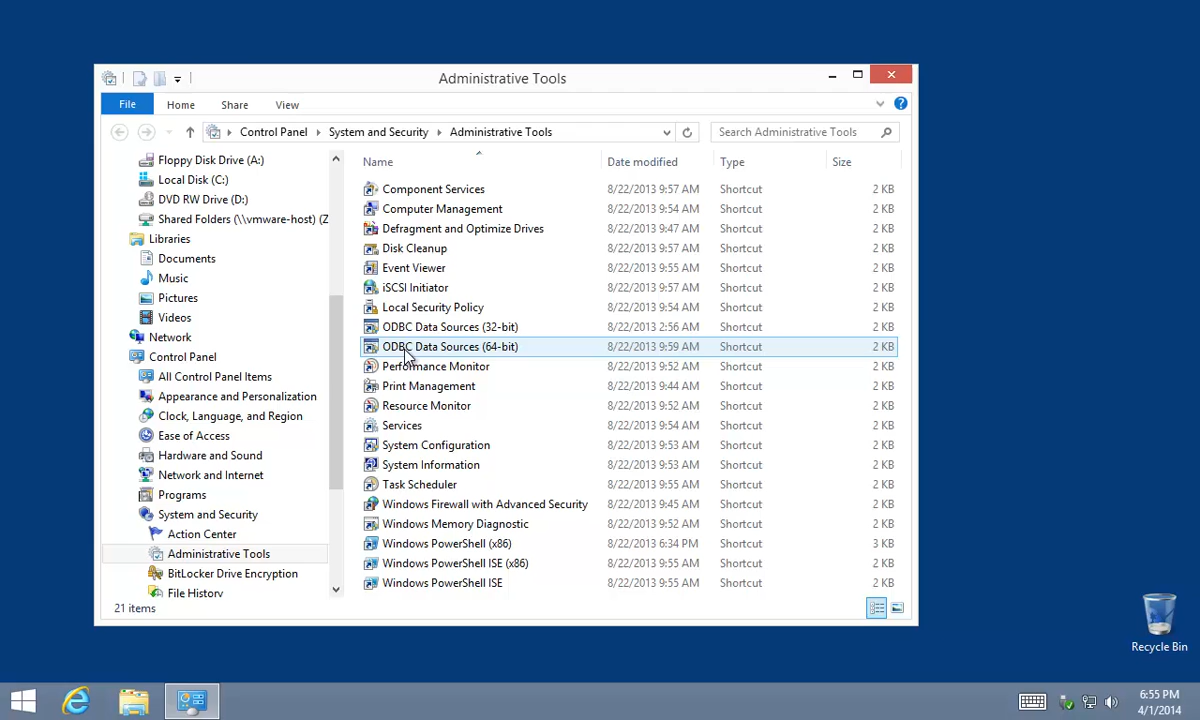 Administrative Tools
File Home Share View
Control Panel System and Security Administrative Tools Search Administrative Tools
Floppy Disk Drive (A:)
Local Disk (C:)
DVD RW Drive (D:)
Shared Folders (\\vmware-host) (Z
Libraries
Documents
Music
Pictures
Videos
Network
Control Panel
All Control Panel Items
Appearance and Personalization
Clock, Language, and Region
Ease of Access
Hardware and Sound
Network and Internet
Programs
System and Security
Action Center
Administrative Tools
BitLocker Drive Encryption
File History
Name Date modified Type Size
Component Services 8/22/2013 9:57 AM Shortcut 2 KB
Computer Management 8/22/2013 9:54 AM Shortcut 2 KB
Defragment and Optimize Drives 8/22/2013 9:47 AM Shortcut 2 KB
Disk Cleanup 8/22/2013 9:57 AM Shortcut 2 KB
Event Viewer 8/22/2013 9:55 AM Shortcut 2 KB
iSCSI Initiator 8/22/2013 9:57 AM Shortcut 2 KB
Local Security Policy 8/22/2013 9:54 AM Shortcut 2 KB
ODBC Data Sources (32-bit) 8/22/2013 2:56 AM Shortcut 2 KB
ODBC Data Sources (64-bit) 8/22/2013 9:59 AM Shortcut 2 KB
Performance Monitor 8/22/2013 9:52 AM Shortcut 2 KB
Print Management 8/22/2013 9:44 AM Shortcut 2 KB
Resource Monitor 8/22/2013 9:52 AM Shortcut 2 KB
Services 8/22/2013 9:54 AM Shortcut 2 KB
System Configuration 8/22/2013 9:53 AM Shortcut 2 KB
System Information 8/22/2013 9:53 AM Shortcut 2 KB
Task Scheduler 8/22/2013 9:55 AM Shortcut 2 KB
Windows Firewall with Advanced Security 8/22/2013 9:45 AM Shortcut 2 KB
Windows Memory Diagnostic 8/22/2013 9:52 AM Shortcut 2 KB
Windows PowerShell (x86) 8/22/2013 6:34 PM Shortcut 3 KB
Windows PowerShell ISE (x86) 8/22/2013 9:55 AM Shortcut 2 KB
Windows PowerShell ISE 8/22/2013 9:55 AM Shortcut 2 KB
21 items
Recycle Bin
6:55 PM
4/1/2014